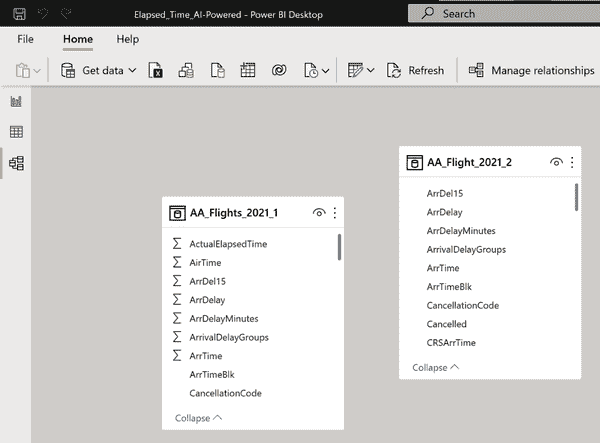 Elapsed_Time_AI-Powered - Power BI Desktop
Search
File Home Help
Get data
Refresh
Manage relationships
AA_Flights_2021_1
Σ ActualElapsedTime
Σ AirTime
Σ ArrDel15
Σ ArrDelay
Σ ArrDelayMinutes
Σ ArrivalDelayGroups
Σ ArrTime
ArrTimeBlk
CancellationCode
Collapse
AA_Flight_2021_2
ArrDel15
ArrDelay
ArrDelayMinutes
ArrivalDelayGroups
ArrTime
ArrTimeBlk
CancellationCode
Cancelled
CRSArrTime
Collapse